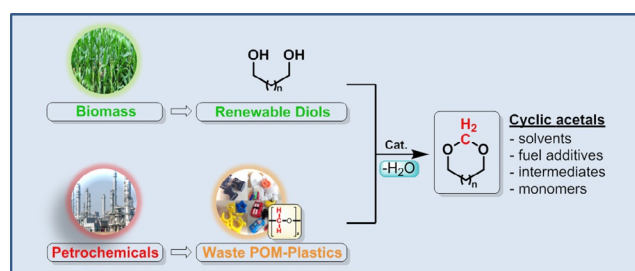 OH OH
n
Biomass
Renewable Diols
Cat.
-H2O
H2
C
O O
n
Cyclic acetals
- solvents
- fuel additives
- intermediates
- monomers
H
C O
H
Petrochemicals
Waste POM-Plastics